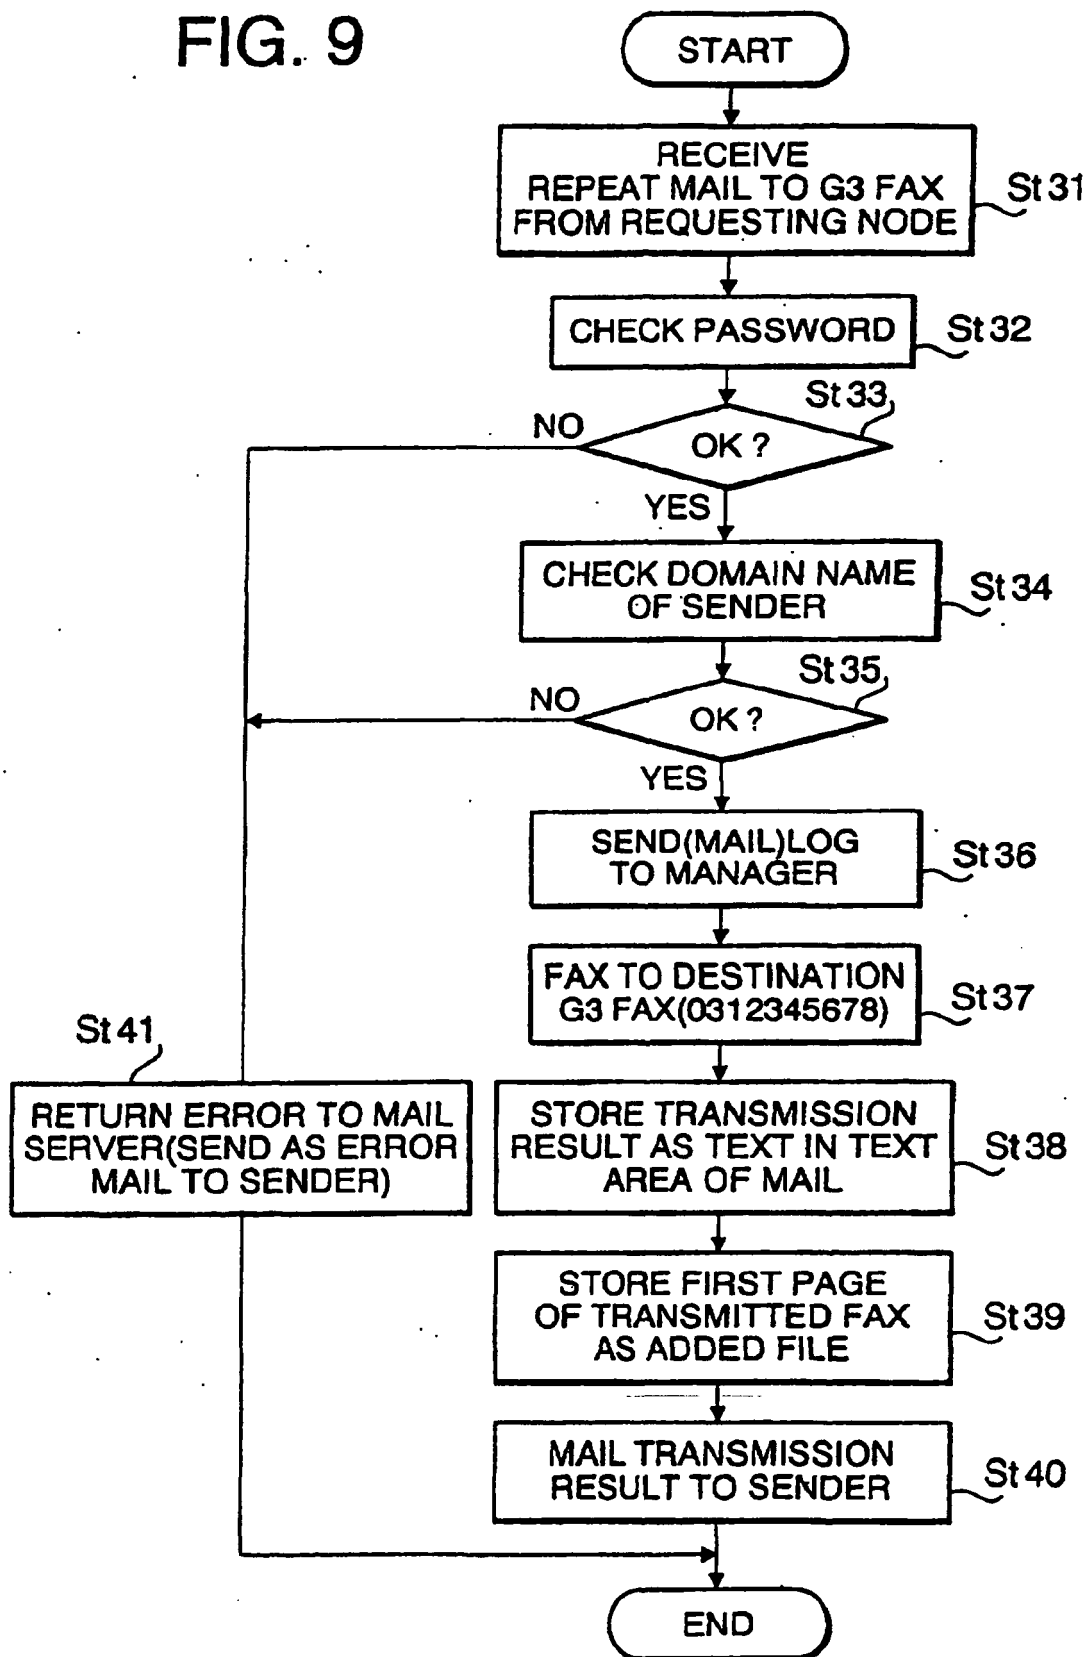 FIG. 9
START
RECEIVE
REPEAT MAIL TO G3 FAX
FROM REQUESTING NODE
St31
CHECK PASSWORD
St32
St33
NO
OK ?
YES
CHECK DOMAIN NAME
OF SENDER
St34
St35
NO
OK ?
YES
SEND(MAIL)LOG
TO MANAGER
St36
FAX TO DESTINATION
G3 FAX(0312345678)
St37
St41
RETURN ERROR TO MAIL
SERVER(SEND AS ERROR
MAIL TO SENDER)
STORE TRANSMISSION
RESULT AS TEXT IN TEXT
AREA OF MAIL
St38
STORE FIRST PAGE
OF TRANSMITTED FAX
AS ADDED FILE
St39
MAIL TRANSMISSION
RESULT TO SENDER
St40
END